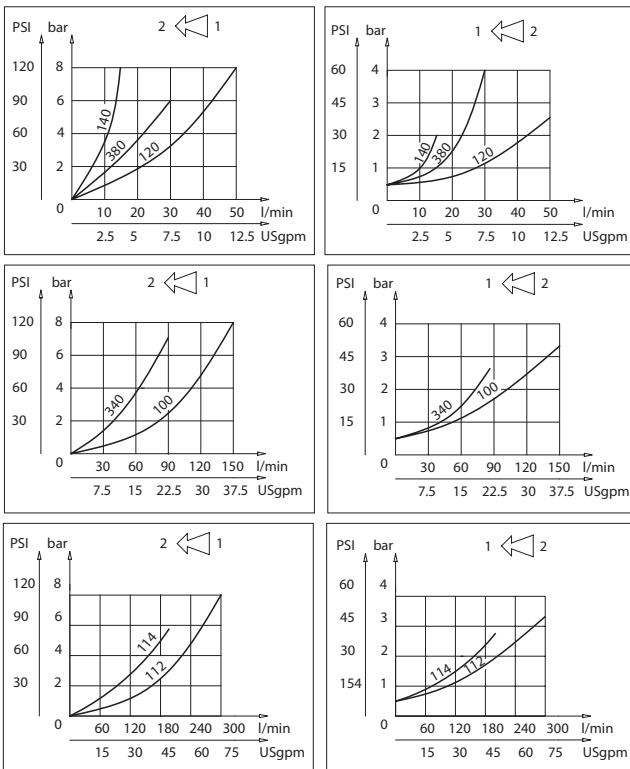 PSI bar 2 1
120 8
90 6
60 4
30 2
0
140 380 120
10 20 30 40 50 l/min
2.5 5 7.5 10 12.5 USgpm
PSI bar 1 2
60 4
45 3
30 2
15 1
0
140 380 120
10 20 30 40 50 l/min
2.5 5 7.5 10 12.5 USgpm
PSI bar 2 1
120 8
90 6
60 4
30 2
0
340 100
30 60 90 120 150 l/min
7.5 15 22.5 30 37.5 USgpm
PSI bar 1 2
60 4
45 3
30 2
15 1
0
340 100
30 60 90 120 150 l/min
7.5 15 22.5 30 37.5 USgpm
PSI bar 2 1
120 8
90 6
60 4
30 2
0
114 112
60 120 180 240 300 l/min
15 30 45 60 75 USgpm
PSI bar 1 2
60 4
45 3
30 2
154 1
0
114 112
60 120 180 240 300 l/min
15 30 45 60 75 USgpm